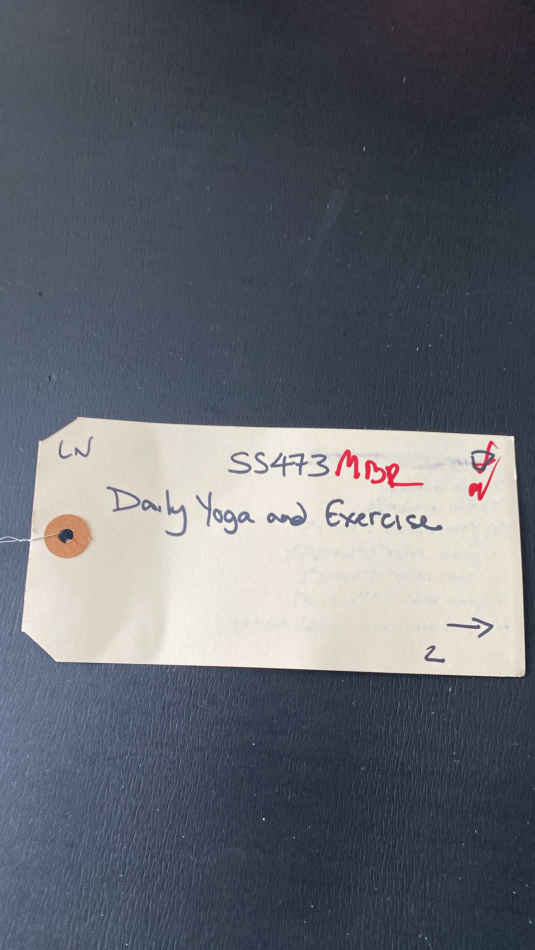 LN
SS473 MBR
Daily Yoga and Exercise
→
2